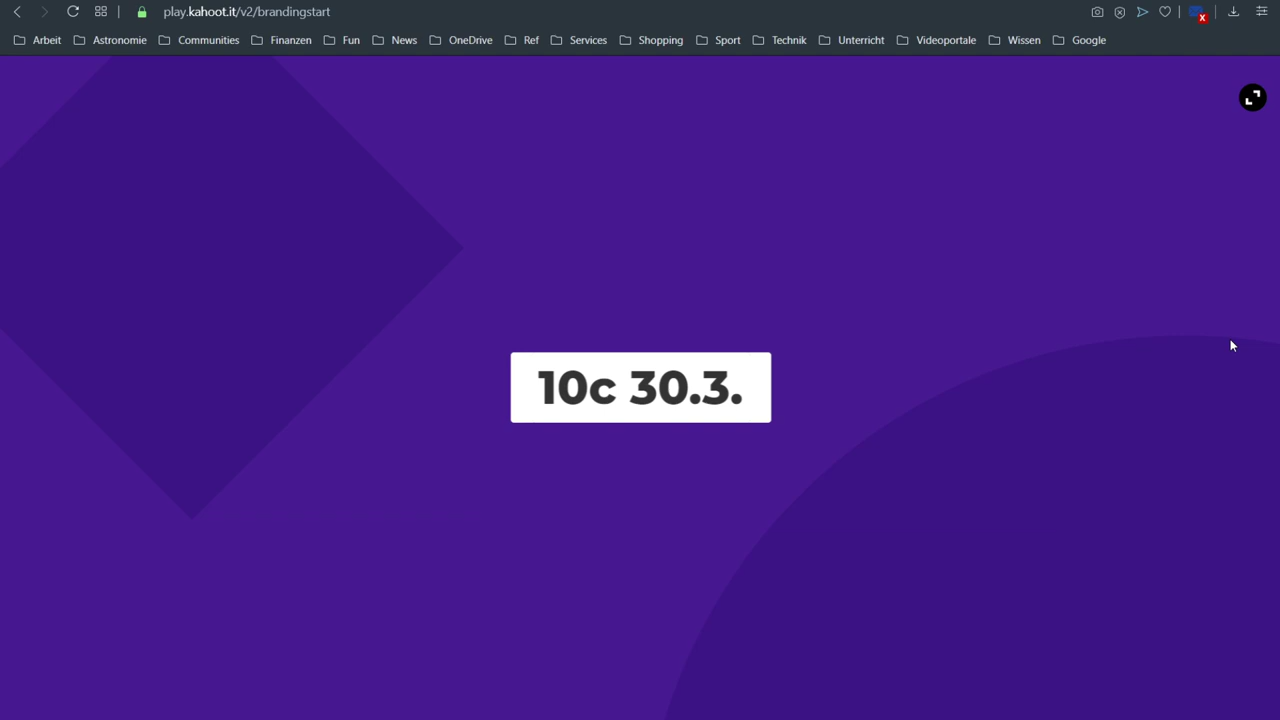 play.kahoot.it/v2/brandingstart
Arbeit Astronomie Communities Finanzen Fun News OneDrive Ref Services Shopping Sport Technik Unterricht Videoportale Wissen Google
10c 30.3.